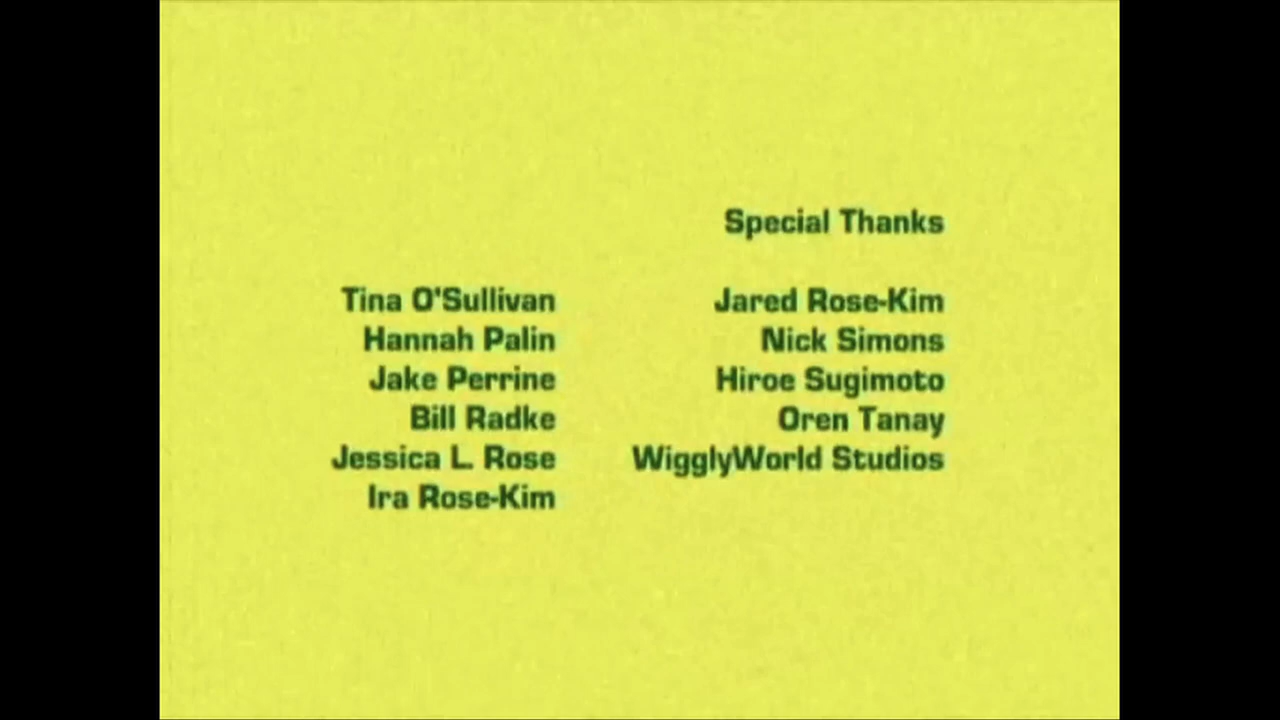 Special Thanks
Tina O'Sullivan
Hannah Palin
Jake Perrine
Bill Radke
Jessica L. Rose
Ira Rose-Kim
Jared Rose-Kim
Nick Simons
Hiroe Sugimoto
Oren Tanay
WigglyWorld Studios